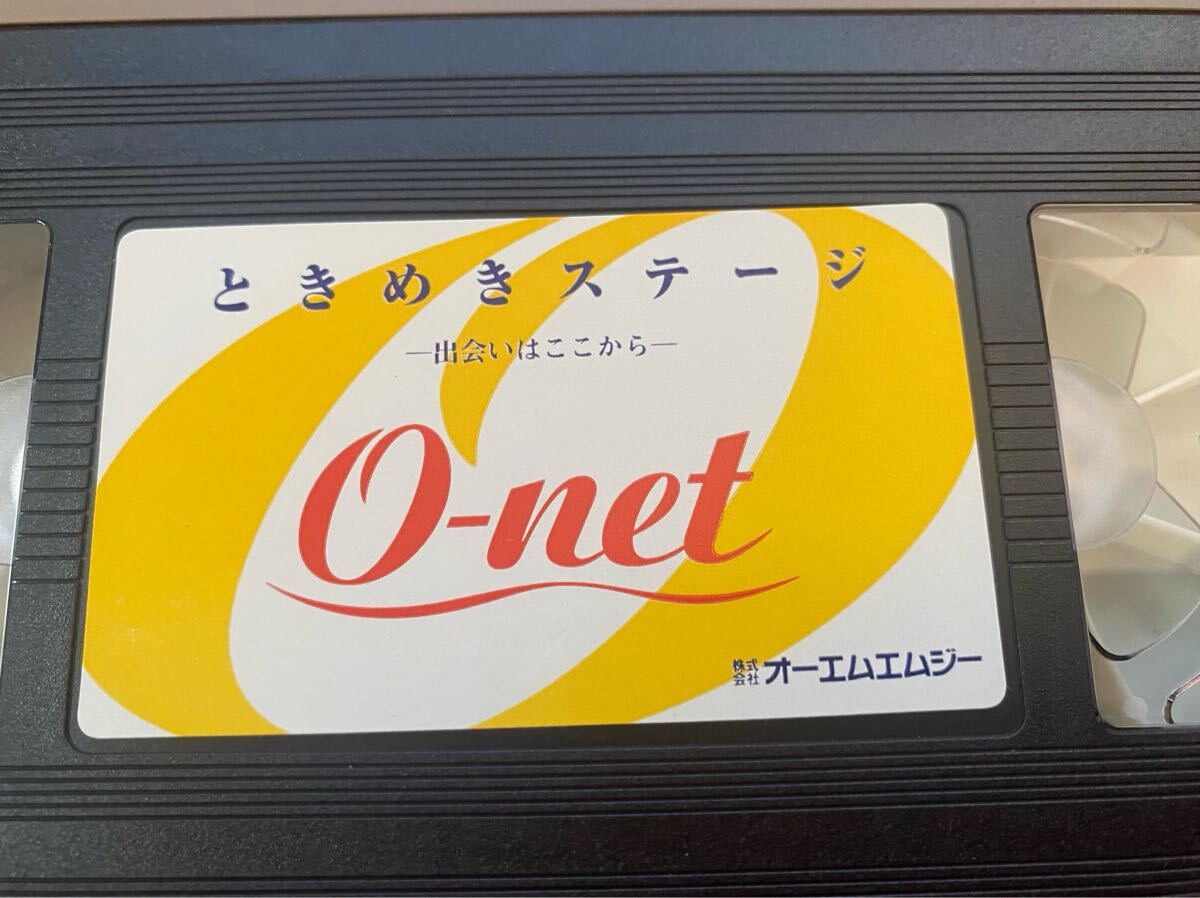 ときめきステージ
―出会いはここから―
O-net
株式会社 オーエムエムジー